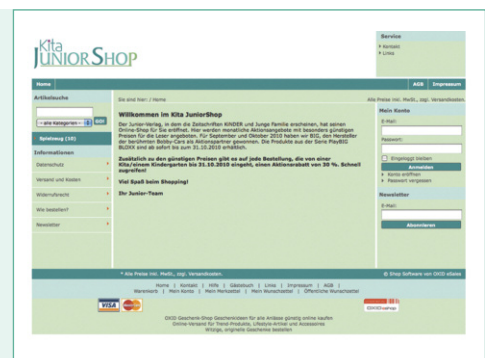 Kita
JUNIOR SHOP
Service
Kontakt
Links
Home
AGB
Impressum
Artikelsuche
Sie sind hier: / Home
Alle Preise inkl. MwSt., zzgl. Versandkosten.
-- alle Kategorien --
Spielzeug (10)
Informationen
Datenschutz
Versand und Kosten
Widerrufsrecht
Wie bestellen?
Newsletter
Willkommen im Kita JuniorShop
Der Junior-Verlag, in dem die Zeitschriften KINDER und Junge Familie erscheinen, hat seinen
Online-Shop für Sie eröffnet. Hier werden monatliche Aktionsangebote mit besonders günstigen
Preisen für die Leser angeboten. Für September und Oktober 2010 haben wir BIG, den Hersteller
der berühmten Bobby-Cars als Aktionspartner gewonnen. Die Produkte aus der Serie PlayBIG
BLOXX sind ab sofort bis zum 31.10.2010 erhältlich.
Zusätzlich zu den günstigen Preisen gibt es auf jede Bestellung, die von einer
Kita/einem Kindergarten bis 31.10.2010 eingeht, einen Aktionsrabatt von 20 %. Schnell
zugreifen!
Viel Spaß beim Shopping!
Ihr Junior-Team
Mein Konto
E-Mail:
Passwort:
Eingeloggt bleiben
Anmelden
Konto eröffnen
Passwort vergessen
Newsletter
E-Mail:
Abonnieren
* Alle Preise inkl. MwSt., zzgl. Versandkosten.
© Shop Software von OXID eSales
Home | Kontakt | Hilfe | Gästebuch | Links | Impressum | AGB |
Warenkorb | Mein Konto | Mein Merkzettel | Mein Wunschzettel | Öffentliche Wunschzettel
VISA
OXID Geschenk-Shop Geschenkideen für alle Anlässe günstig online kaufen
Online-Versand für Trend Produkte, Lifestyle-Artikel und Accessoires
Witzige, originelle Geschenke bestellen